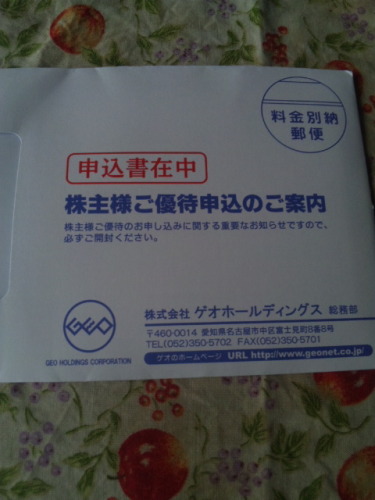 料金別納
郵便
申込書在中
株主様ご優待申込のご案内
株主様ご優待のお申し込みに関する重要なお知らせですので、
必ずご開封ください。
GEO
GEO HOLDINGS CORPORATION
株式会社 ゲオホールディングス 総務部
〒460-0014 愛知県名古屋市中区富士見町8番8号
TEL(052)350-5702 FAX(052)350-5701
ゲオのホームページ URL http://www.geonet.co.jp/